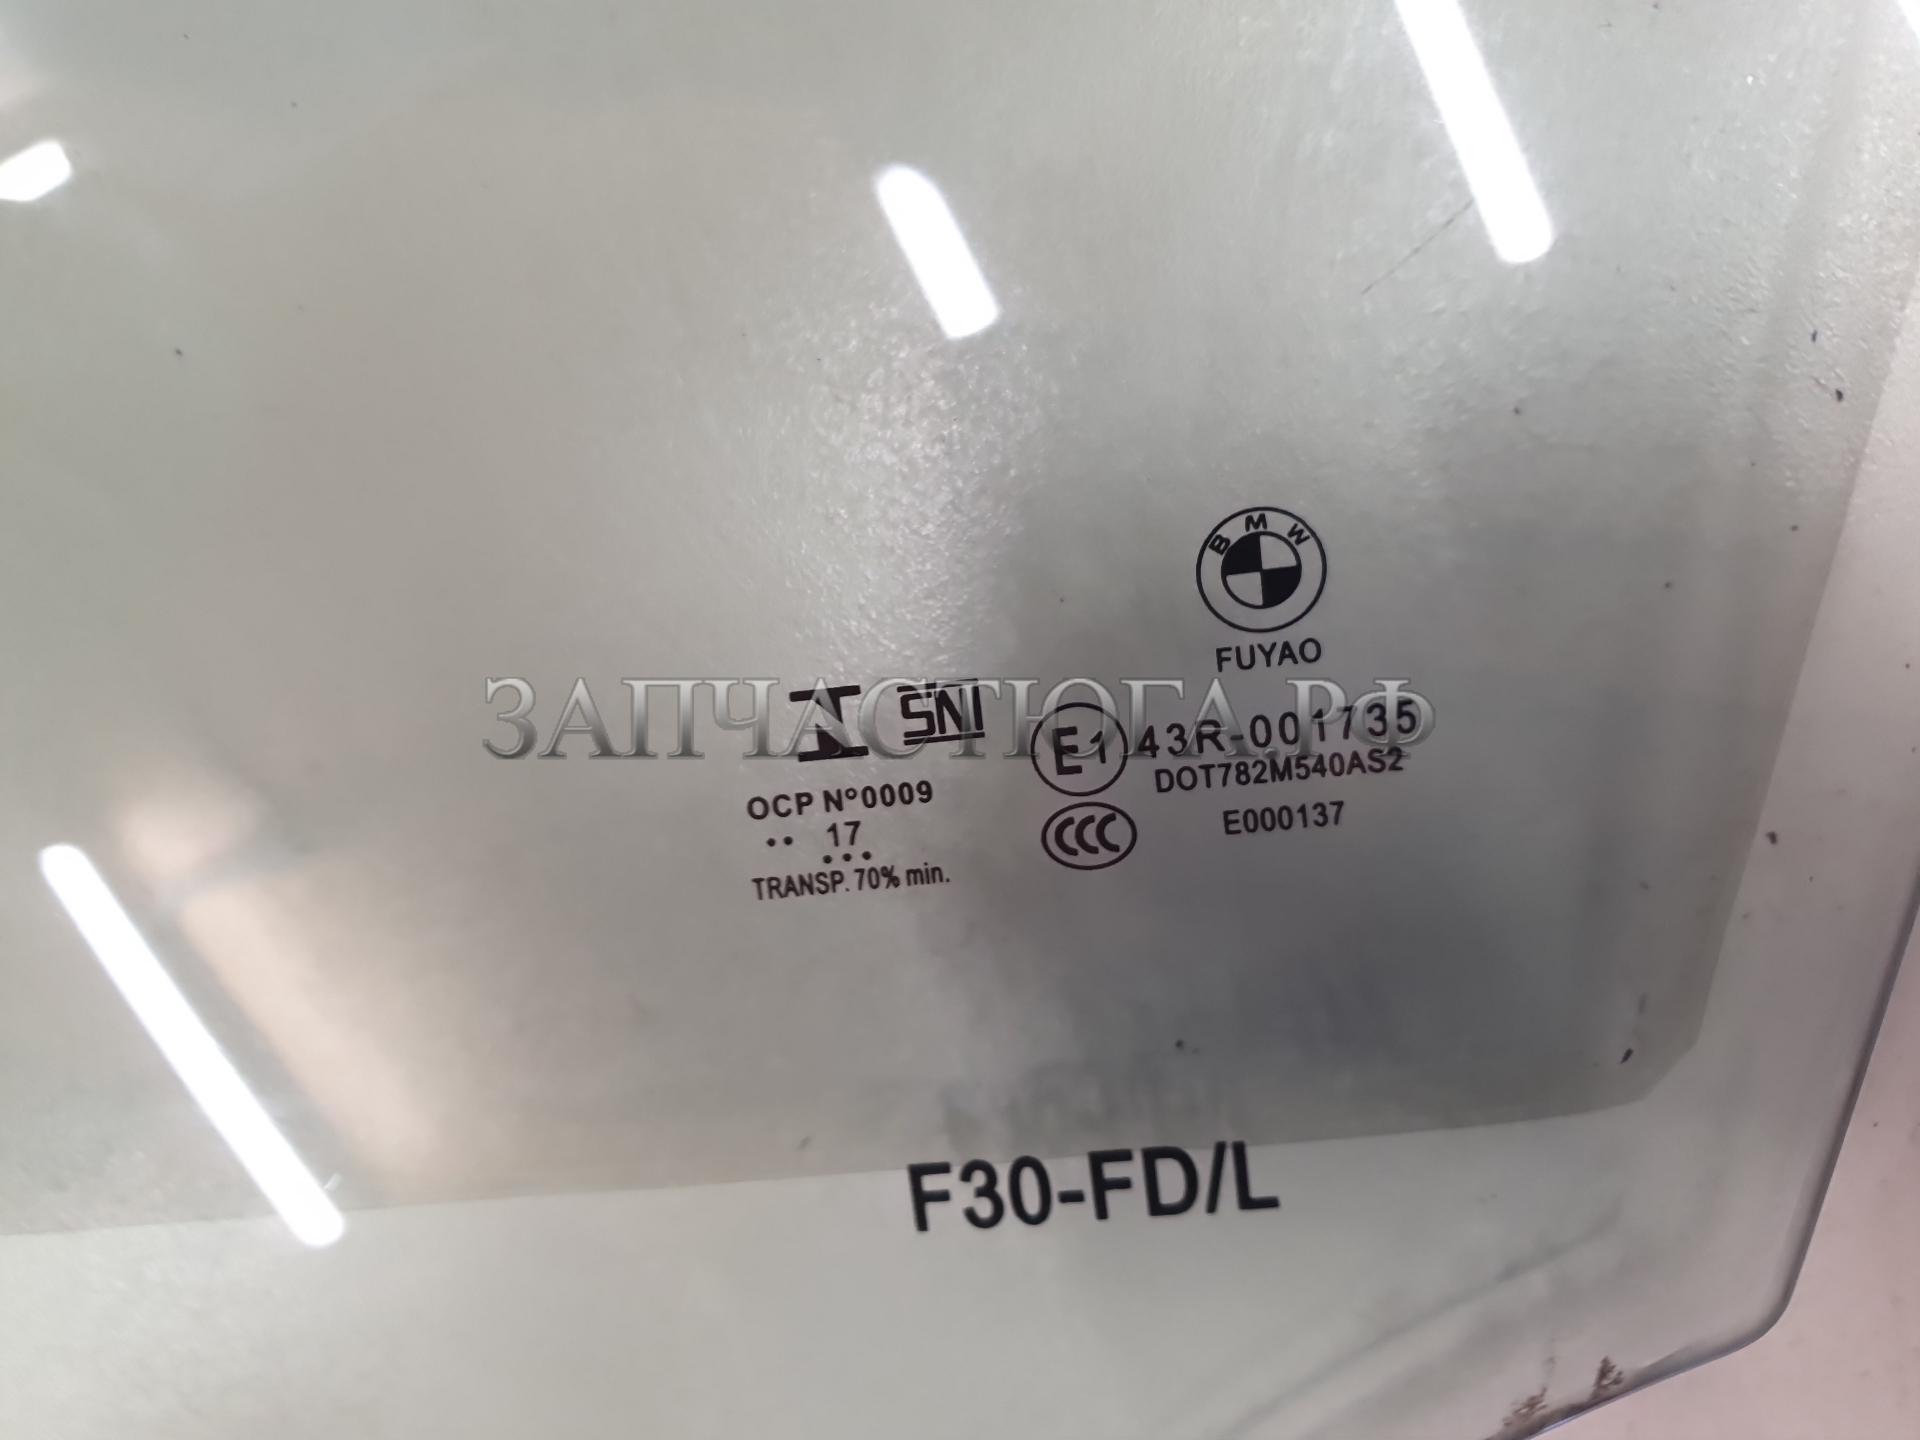 BMW
FUYAO
ЗАПЧАСТЮГА.РФ
SNI
E1 43R-001735
DOT782M540AS2
OCP N°0009
E000137
.. 17
...
CCC
TRANSP. 70% min.
F30-FD/L